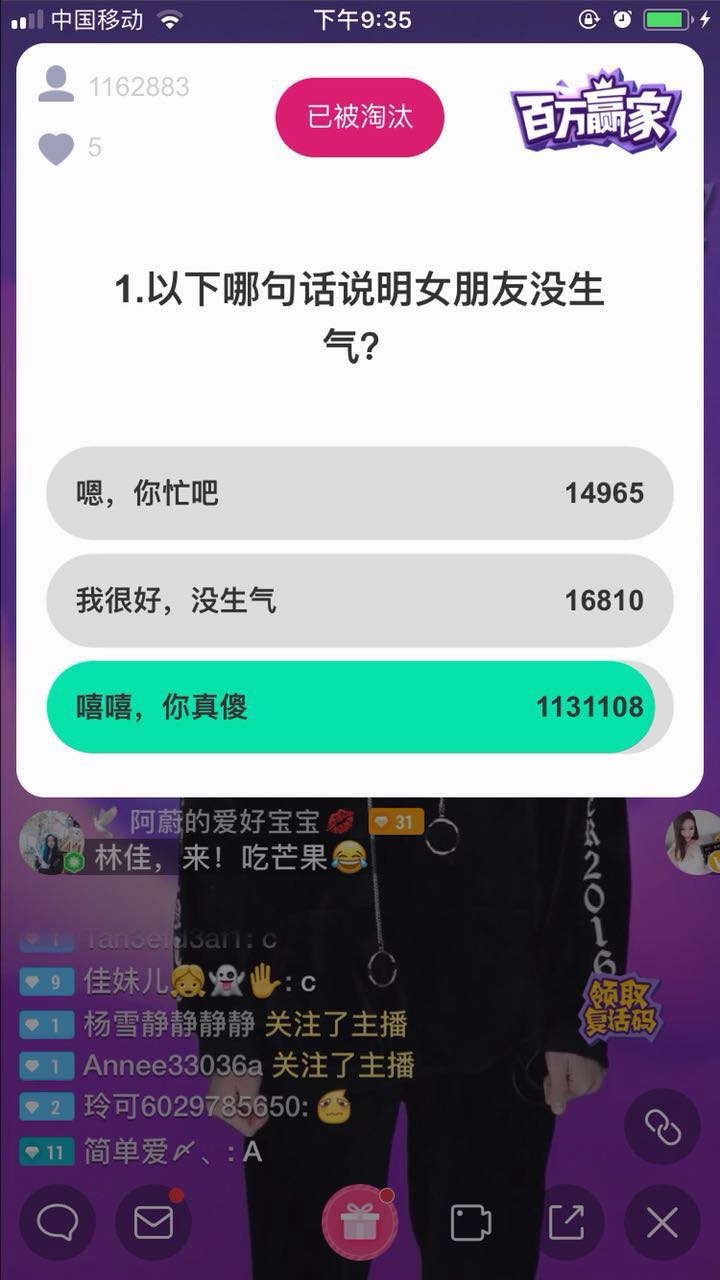 中国移动
下午9:35
1162883
已被淘汰
百万赢家
5
1.以下哪句话说明女朋友没生
气?
嗯，你忙吧 14965
我很好，没生气 16810
嘻嘻，你真傻 1131108
阿蔚的爱好宝宝💋 31
林佳，来！吃芒果😂
2016
1
9 佳妹儿👧👻✋: c
领取
复活码
1 杨雪静静静静 关注了主播
1 Annee33036a 关注了主播
2 玲可6029785650:
11 简单爱〆、: A